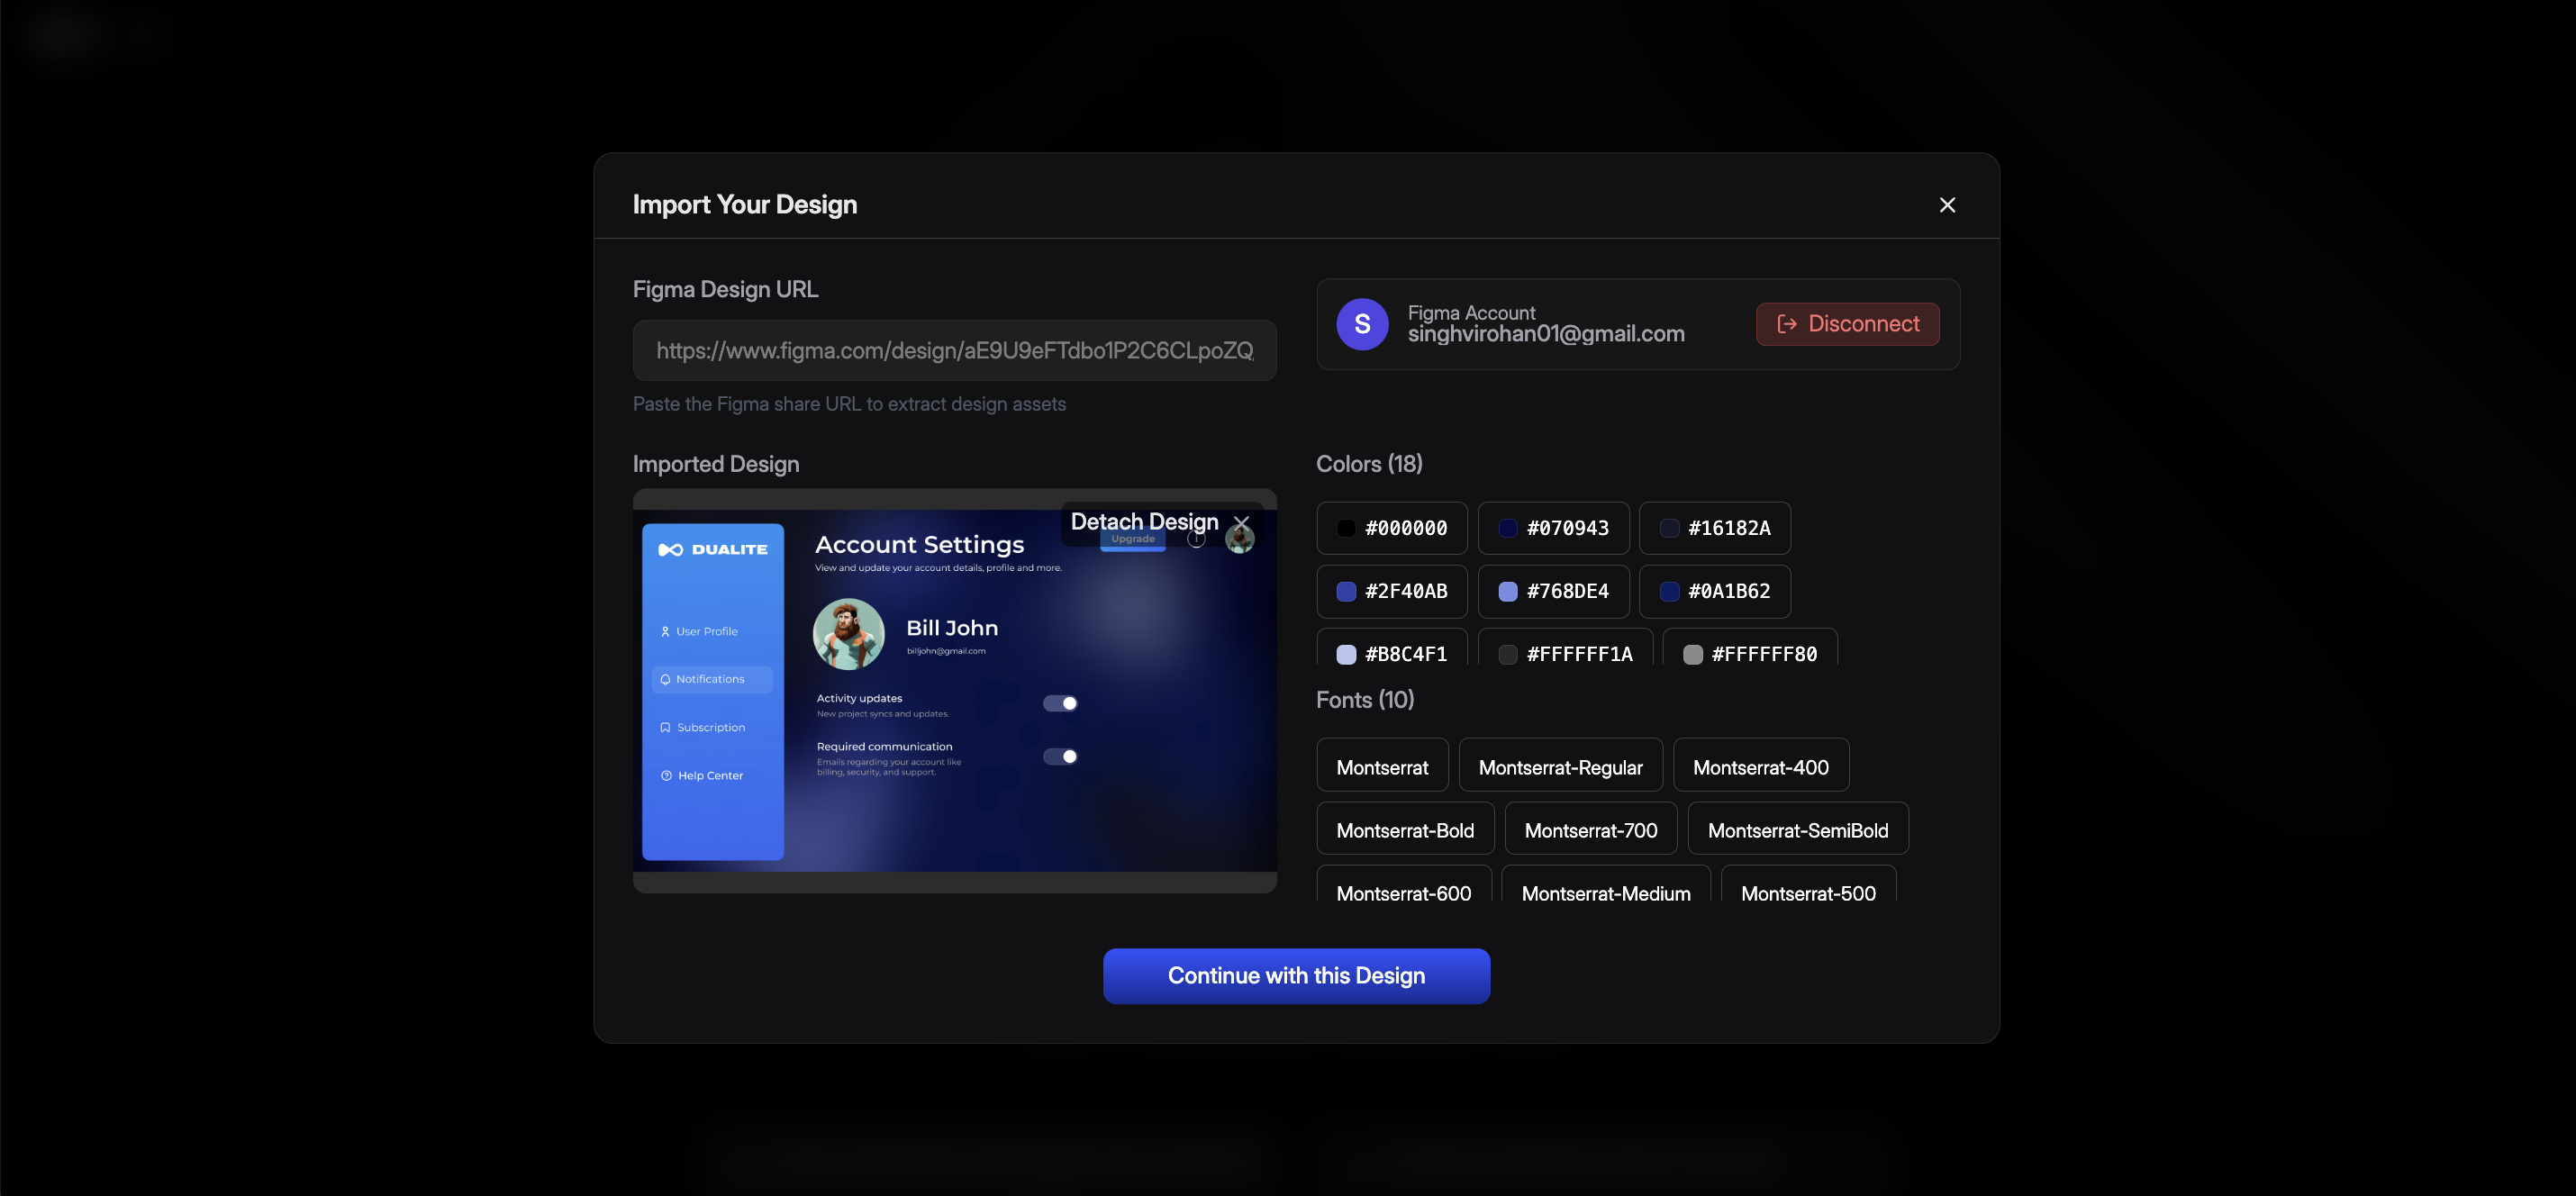 Import Your Design
Figma Design URL
https://www.figma.com/design/aE9U9eFTdbo1P2C6CLpoZQ
Paste the Figma share URL to extract design assets
Figma Account
singhvirohan01@gmail.com
Disconnect
S
Imported Design
Detach Design
Upgrade
DUALITE
User Profile
Notifications
Subscription
Help Center
Account Settings
View and update your account details, profile and more.
Bill John
billjohn@gmail.com
Activity updates
New project syncs and updates.
Required communication
Emails regarding your account like
billing, security, and support.
Colors (18)
#000000 #070943 #16182A
#2F40AB #768DE4 #0A1B62
#B8C4F1 #FFFFFF1A #FFFFFF80
Fonts (10)
Montserrat Montserrat-Regular Montserrat-400
Montserrat-Bold Montserrat-700 Montserrat-SemiBold
Montserrat-600 Montserrat-Medium Montserrat-500
Continue with this Design